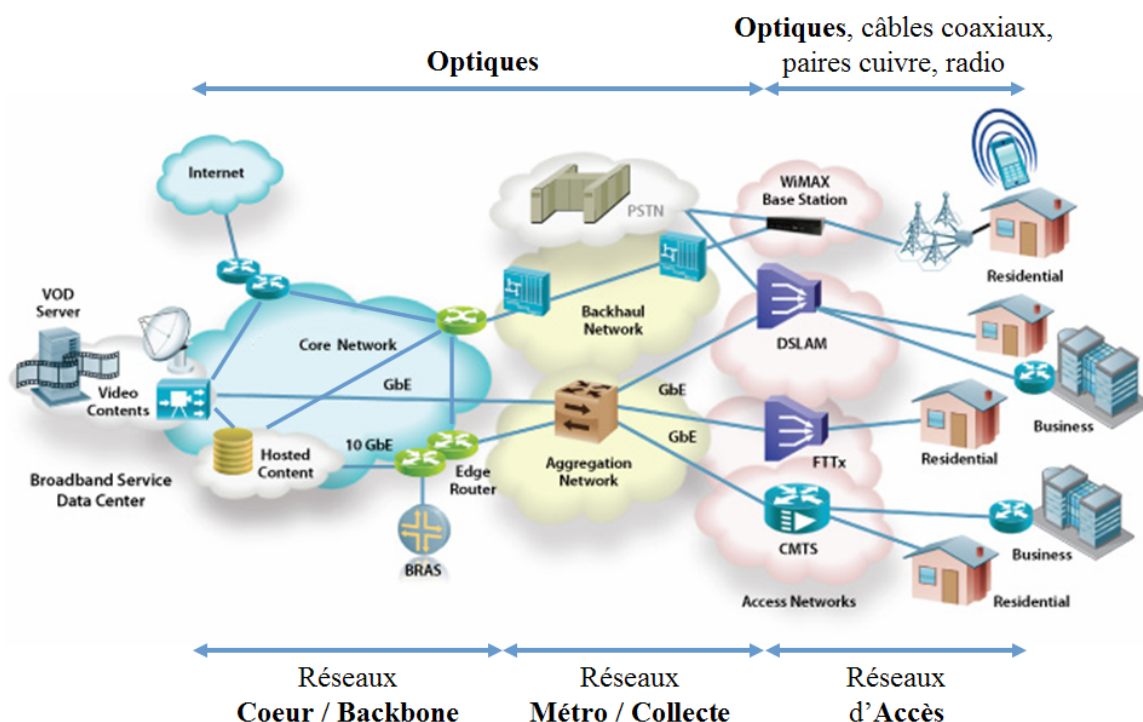 Optiques, câbles coaxiaux,
paires cuivre, radio
Optiques
Internet
PSTN
WiMAX
Base Station
Residential
VOD
Server
Core Network
Backhaul
Network
DSLAM
Video
Contents
GbE
GbE
GbE
Business
Hosted
Content
10 GbE
Edge
Router
Aggregation
Network
FTTx
Residential
Broadband Service
Data Center
BRAS
CMTS
Business
Access Networks
Residential
Réseaux
Coeur / Backbone
Réseaux
Métro / Collecte
Réseaux
d'Accès